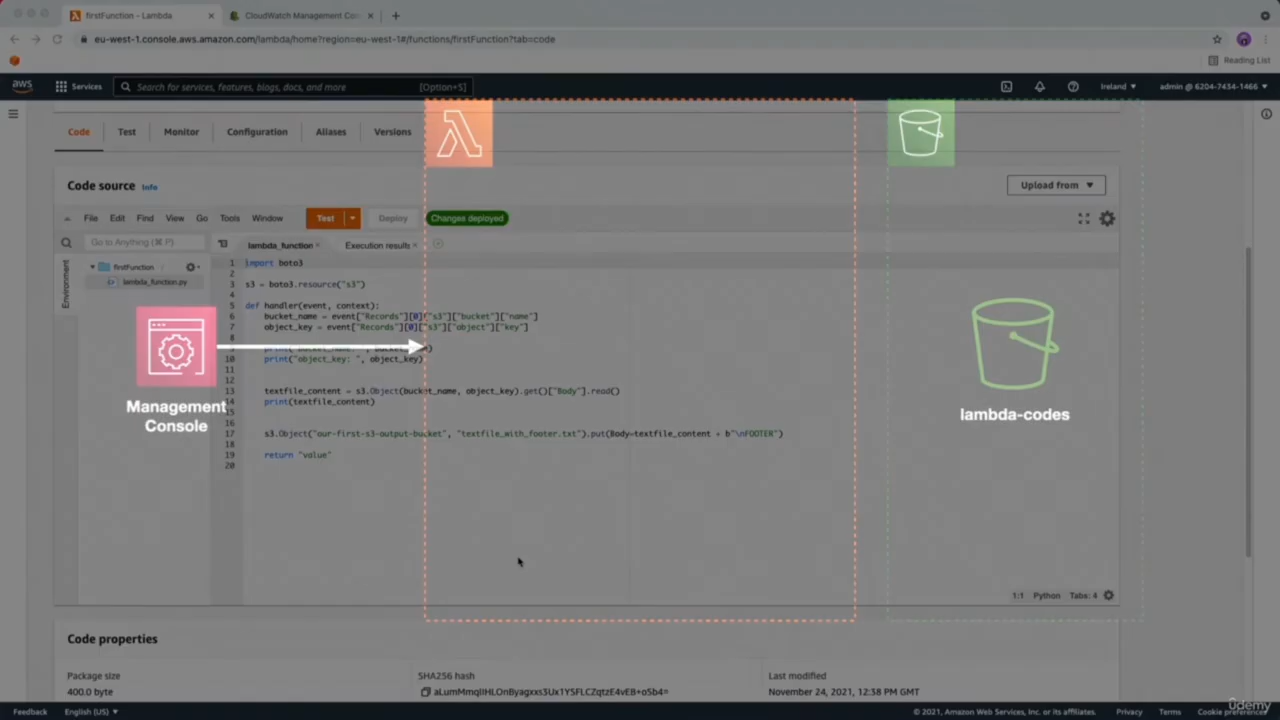 firstFunction - Lambda
CloudWatch Management Con
eu-west-1.console.aws.amazon.com/lambda/home?region=eu-west-1#/functions/firstFunction?tab=code
Reading List
aws Services Search for services, features, blogs, docs, and more [Option+S] Ireland admin @ 6204-7434-1466
Code Test Monitor Configuration Aliases Versions
Code source Info Upload from
File Edit Find View Go Tools Window Test Deploy Changes deployed
Go to Anything (⌘ P) lambda_function Execution results
Environment
firstFunction
lambda_function.py
1 import boto3
2
3 s3 = boto3.resource("s3")
4
5 def handler(event, context):
6 bucket_name = event["Records"][0]["s3"]["bucket"]["name"]
7 object_key = event["Records"][0]["s3"]["object"]["key"]
8
10 print("object_key: ", object_key)
11
12
13 textfile_content = s3.Object(bucket_name, object_key).get()["Body"].read()
14 print(textfile_content)
16
17 s3.Object("our-first-s3-output-bucket", "textfile_with_footer.txt").put(Body=textfile_content + b"\nFOOTER")
18
19 return "value"
20
Management
Console
lambda-codes
1:1 Python Tabs: 4
Code properties
Package size SHA256 hash Last modified
400.0 byte November 24, 2021, 12:38 PM GMT
Feedback English (US) © 2021, Amazon Web Services, Inc. or its affiliates. Privacy Terms Cookie preferences
udemy